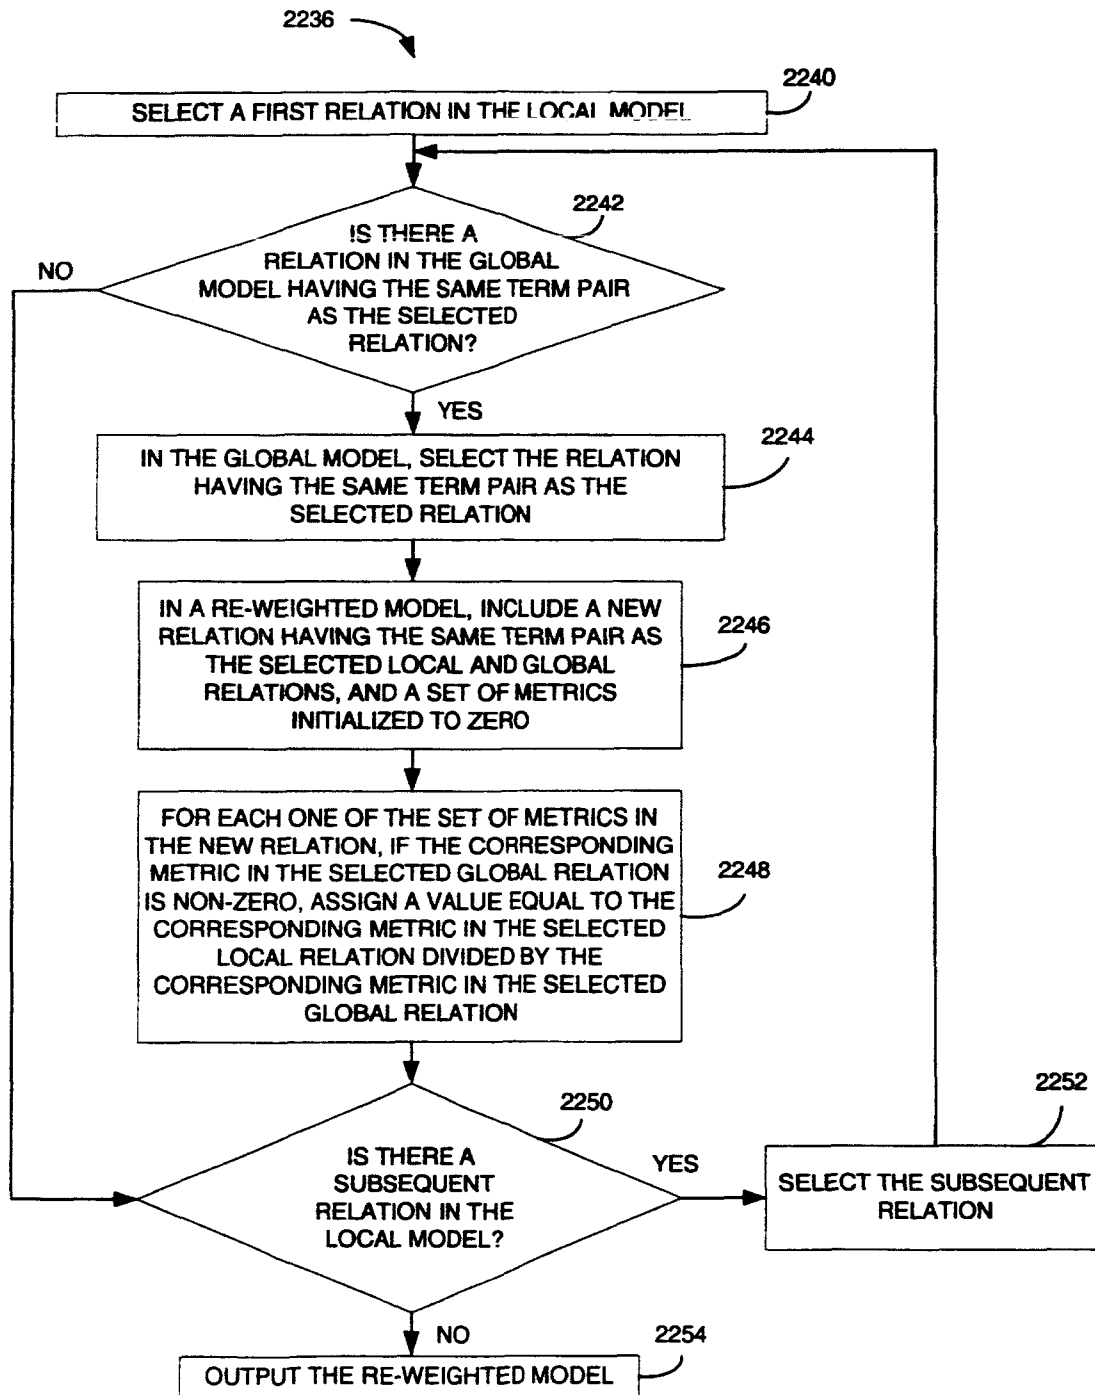 2236
2240
SELECT A FIRST RELATION IN THE LOCAL MODEL
2242
IS THERE A
RELATION IN THE GLOBAL
MODEL HAVING THE SAME TERM PAIR
AS THE SELECTED
RELATION?
NO
YES
2244
IN THE GLOBAL MODEL, SELECT THE RELATION
HAVING THE SAME TERM PAIR AS THE
SELECTED RELATION
2246
IN A RE-WEIGHTED MODEL, INCLUDE A NEW
RELATION HAVING THE SAME TERM PAIR AS
THE SELECTED LOCAL AND GLOBAL
RELATIONS, AND A SET OF METRICS
INITIALIZED TO ZERO
2248
FOR EACH ONE OF THE SET OF METRICS IN
THE NEW RELATION, IF THE CORRESPONDING
METRIC IN THE SELECTED GLOBAL RELATION
IS NON-ZERO, ASSIGN A VALUE EQUAL TO THE
CORRESPONDING METRIC IN THE SELECTED
LOCAL RELATION DIVIDED BY THE
CORRESPONDING METRIC IN THE SELECTED
GLOBAL RELATION
2250
IS THERE A
SUBSEQUENT
RELATION IN THE
LOCAL MODEL?
YES
2252
SELECT THE SUBSEQUENT
RELATION
NO
2254
OUTPUT THE RE-WEIGHTED MODEL